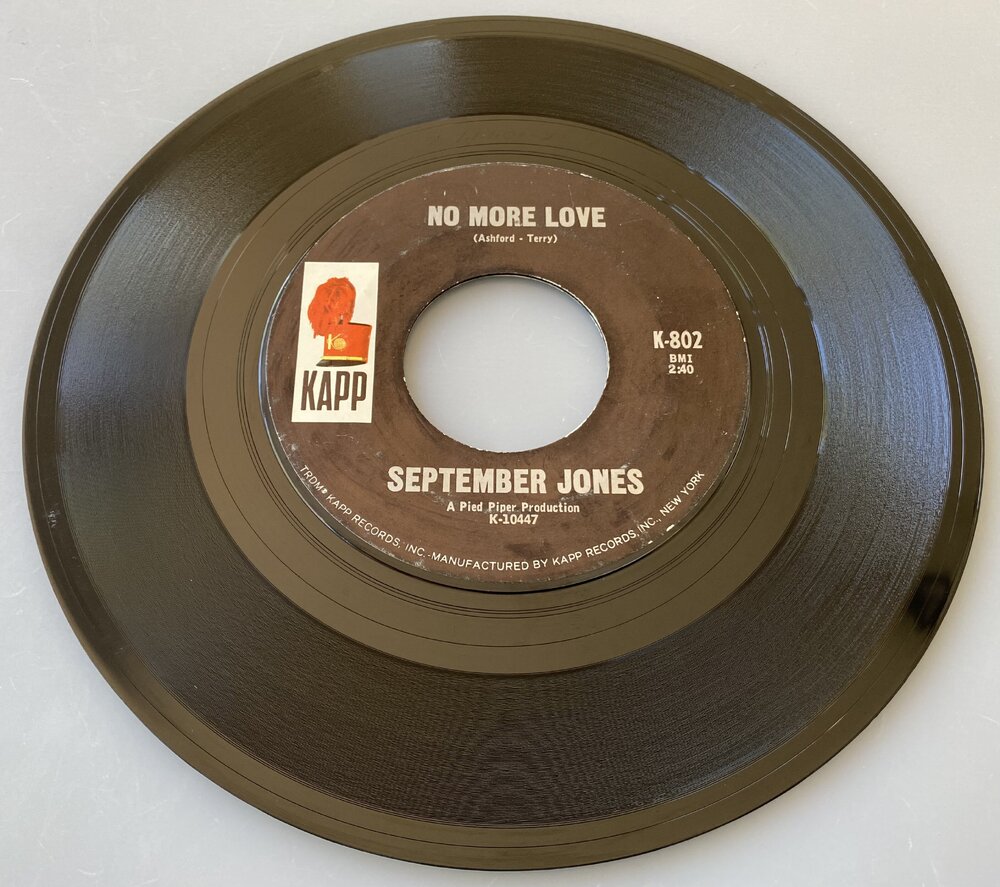 NO MORE LOVE
(Ashford - Terry)
KAPP
K-802
BMI
2:40
SEPTEMBER JONES
A Pied Piper Production
K-10447
TRDM® KAPP RECORDS, INC.-MANUFACTURED BY KAPP RECORDS, INC., NEW YORK